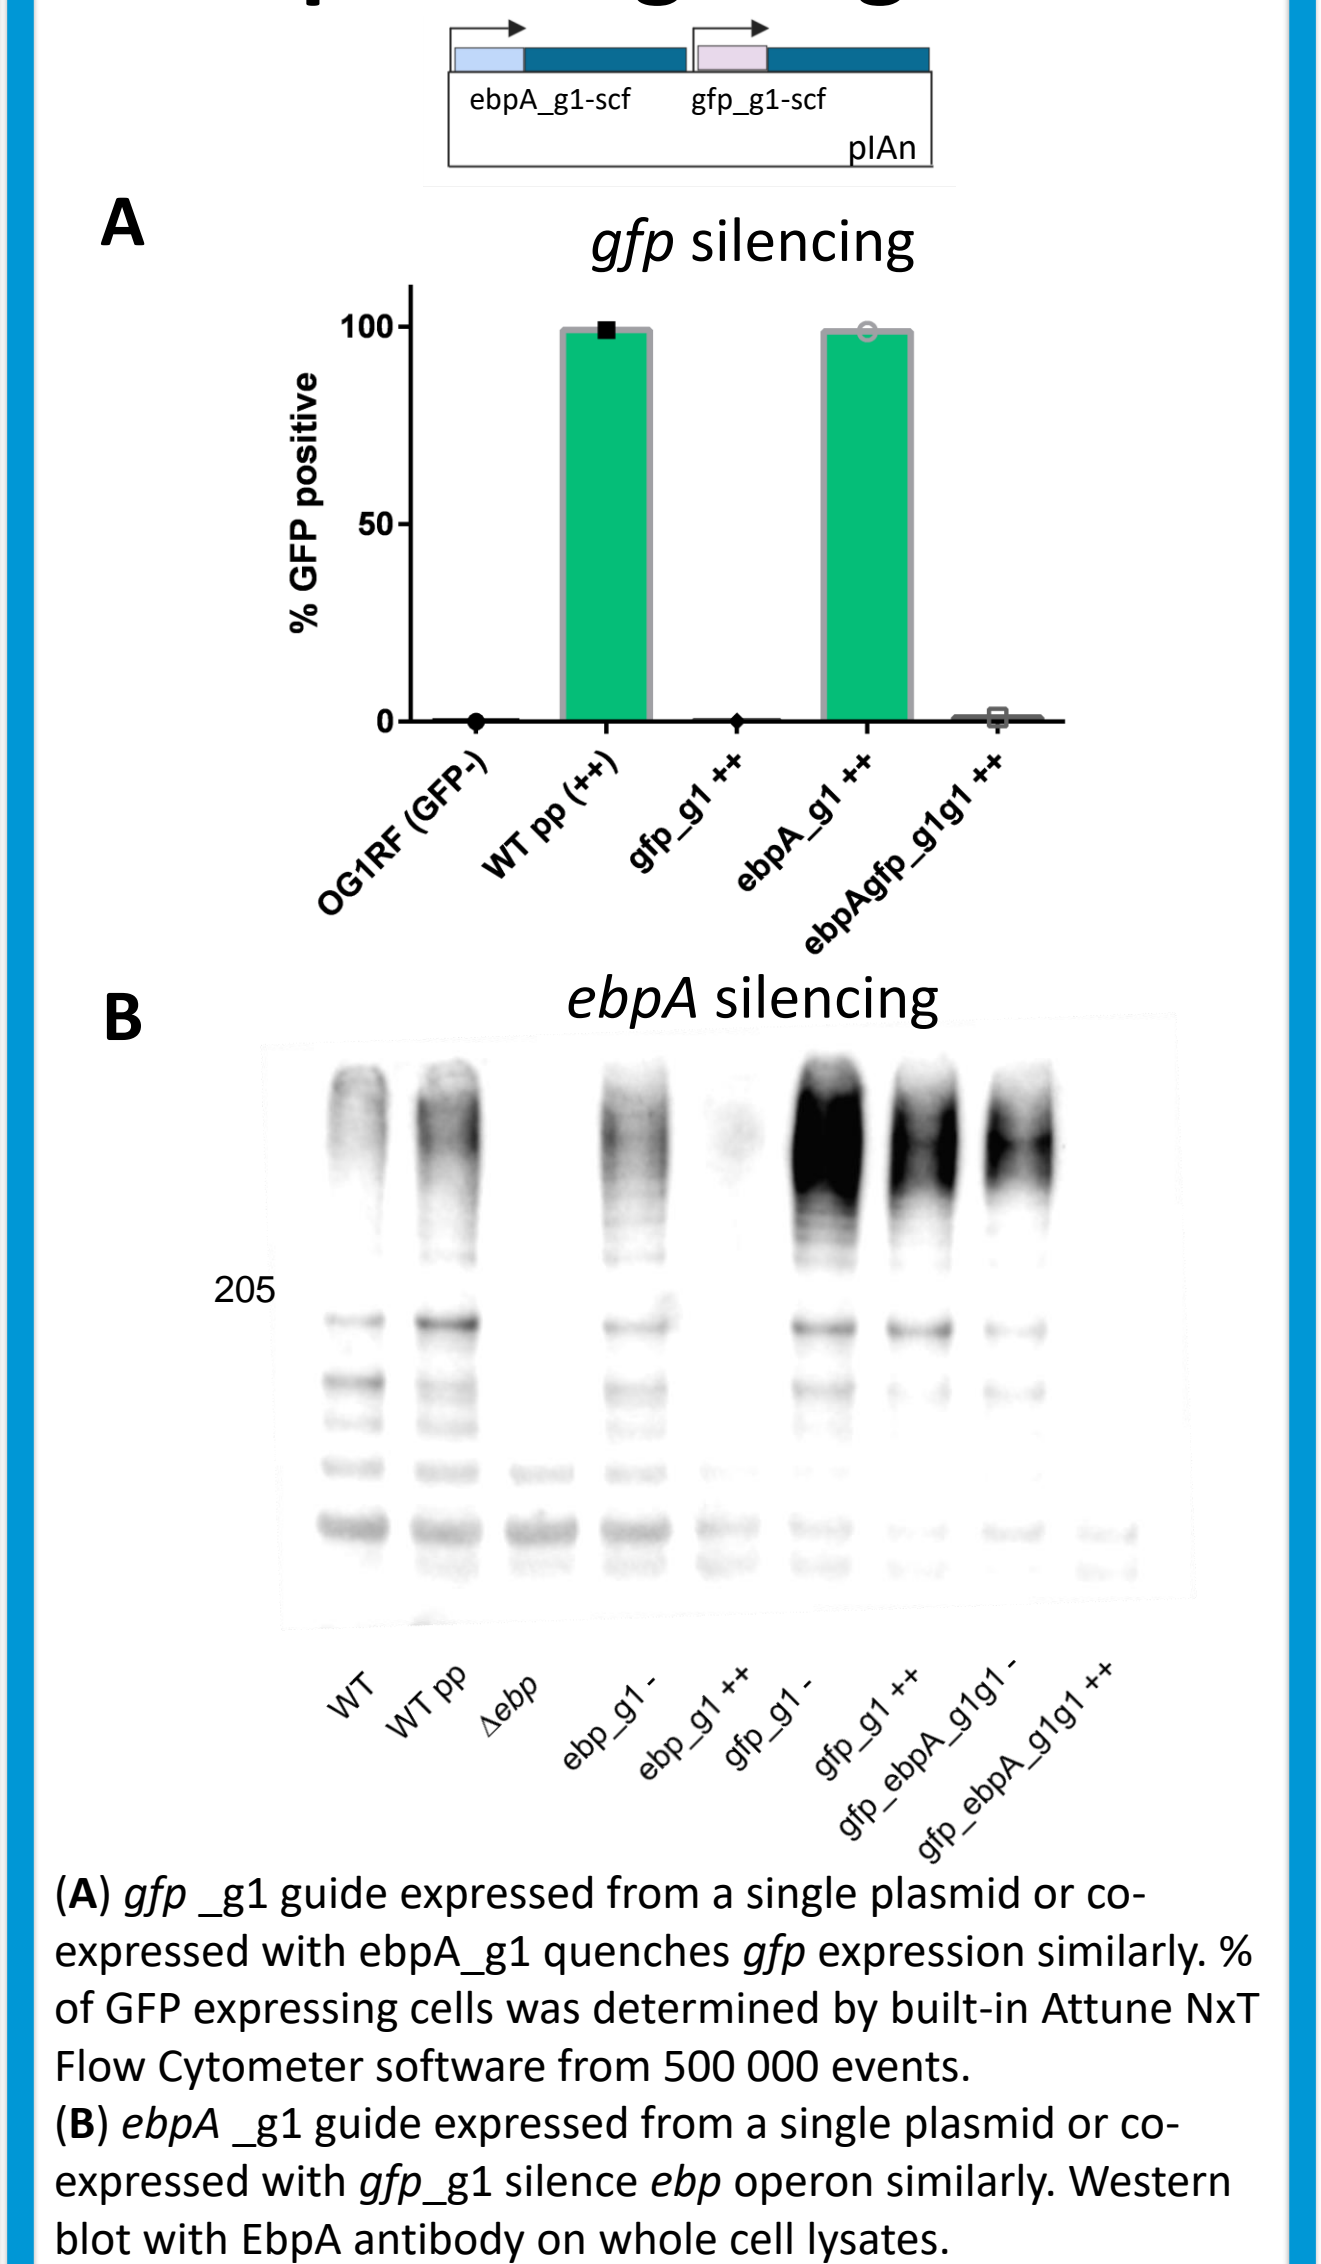 ebpA_g1-scf gfp_g1-scf
pIAn
A
gfp silencing
% GFP positive
100
50
0
OG1RF (GFP-)
WT pp (++)
gfp_g1 ++
ebpA_g1 ++
ebpAgfp_g1g1 ++
B
ebpA silencing
205
WT
WT pp
Δebp
ebp_g1 -
ebp_g1 ++
gfp_g1 -
gfp_g1 ++
gfp_ebpA_g1g1 -
gfp_ebpA_g1g1 ++
(A) gfp _g1 guide expressed from a single plasmid or co-
expressed with ebpA_g1 quenches gfp expression similarly. %
of GFP expressing cells was determined by built-in Attune NxT
Flow Cytometer software from 500 000 events.
(B) ebpA _g1 guide expressed from a single plasmid or co-
expressed with gfp_g1 silence ebp operon similarly. Western
blot with EbpA antibody on whole cell lysates.